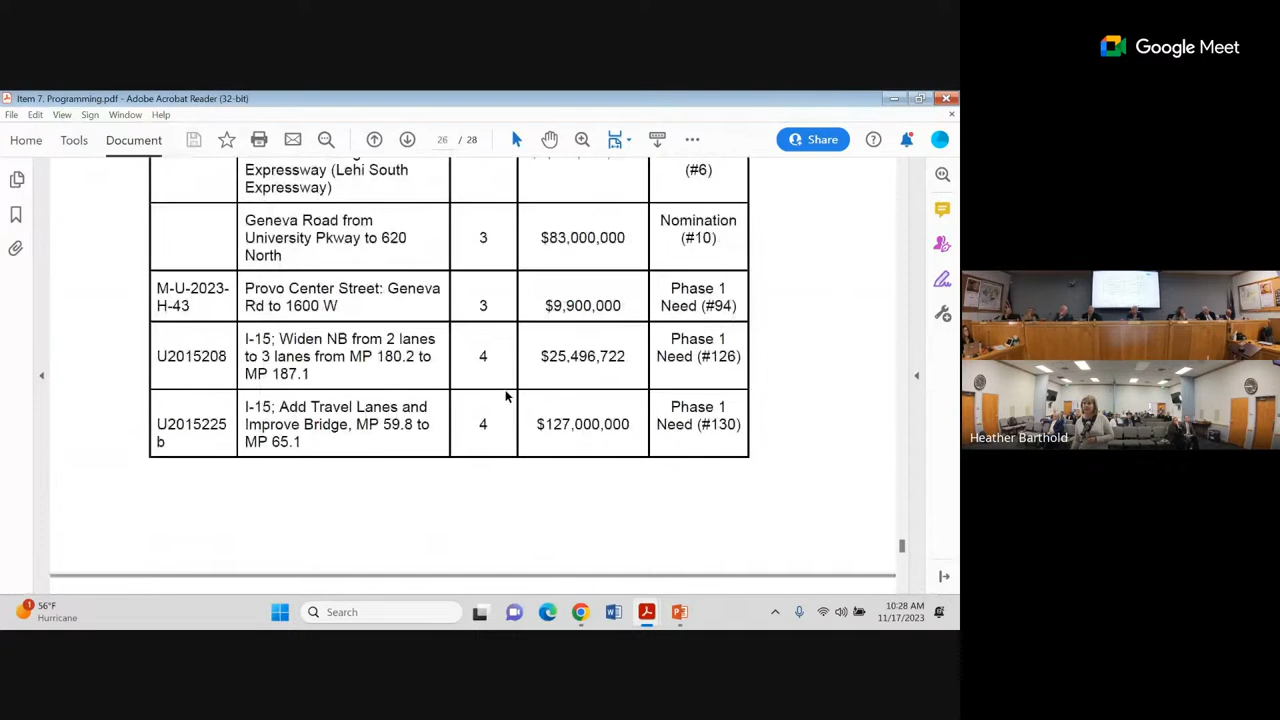 Google Meet
Item 7. Programming.pdf - Adobe Acrobat Reader (32-bit)
File Edit View Sign Window Help
Home Tools Document 26 / 28 Share
Expressway (Lehi South
Expressway)
(#6)
Geneva Road from
University Pkway to 620
North
3
$83,000,000
Nomination
(#10)
M-U-2023-
H-43
Provo Center Street: Geneva
Rd to 1600 W
3
$9,900,000
Phase 1
Need (#94)
U2015208
I-15; Widen NB from 2 lanes
to 3 lanes from MP 180.2 to
MP 187.1
4
$25,496,722
Phase 1
Need (#126)
U2015225
b
I-15; Add Travel Lanes and
Improve Bridge, MP 59.8 to
MP 65.1
4
$127,000,000
Phase 1
Need (#130)
Heather Barthold
1
56°F
Hurricane
Search
10:28 AM
11/17/2023